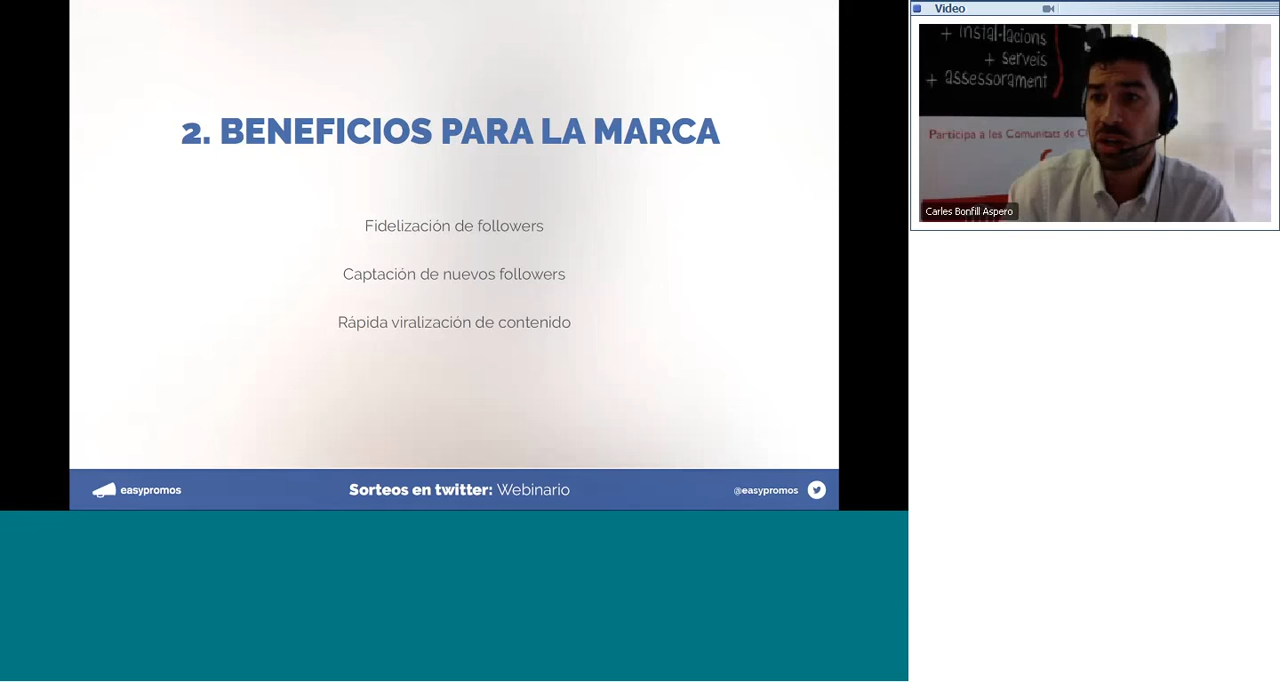 2. BENEFICIOS PARA LA MARCA
Fidelización de followers
Captación de nuevos followers
Rápida viralización de contenido
easypromos
Sorteos en twitter: Webinario
@easypromos
Video
+ instal·lacions
+ serveis
+ assessorament
Participa a les Comunitats de
Carles Bonfill Aspero